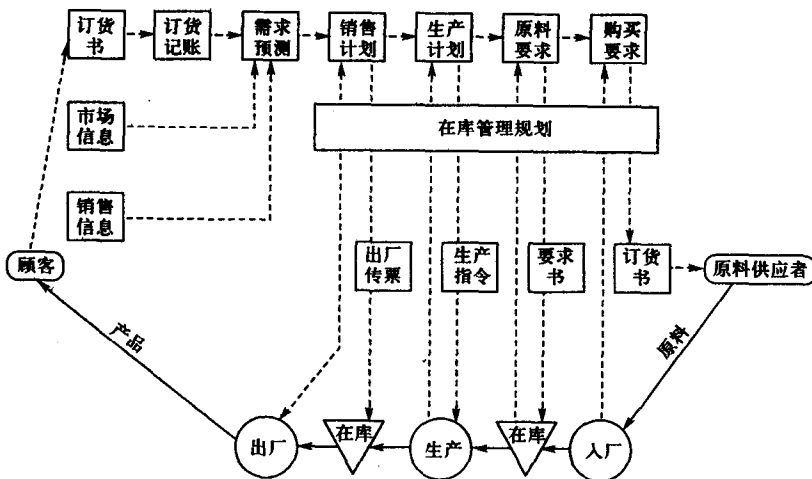 订货
书
订货
记账
需求
预测
销售
计划
生产
计划
原料
要求
购买
要求
市场
信息
在库管理规划
销售
信息
出厂
传票
生产
指令
要求
书
订货
书
顾客
原料供应者
产品
原料
出厂
在库
生产
在库
入厂